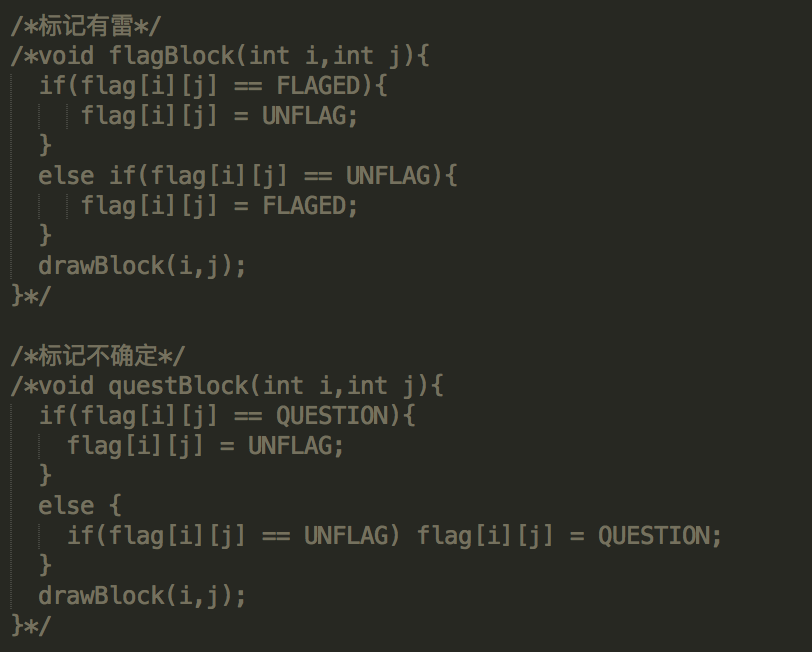 /*标记有雷*/
/*void flagBlock(int i,int j){
  if(flag[i][j] == FLAGED){
     flag[i][j] = UNFLAG;
  }
  else if(flag[i][j] == UNFLAG){
     flag[i][j] = FLAGED;
  }
  drawBlock(i,j);
}*/

/*标记不确定*/
/*void questBlock(int i,int j){
  if(flag[i][j] == QUESTION){
    flag[i][j] = UNFLAG;
  }
  else {
    if(flag[i][j] == UNFLAG) flag[i][j] = QUESTION;
  }
  drawBlock(i,j);
}*/